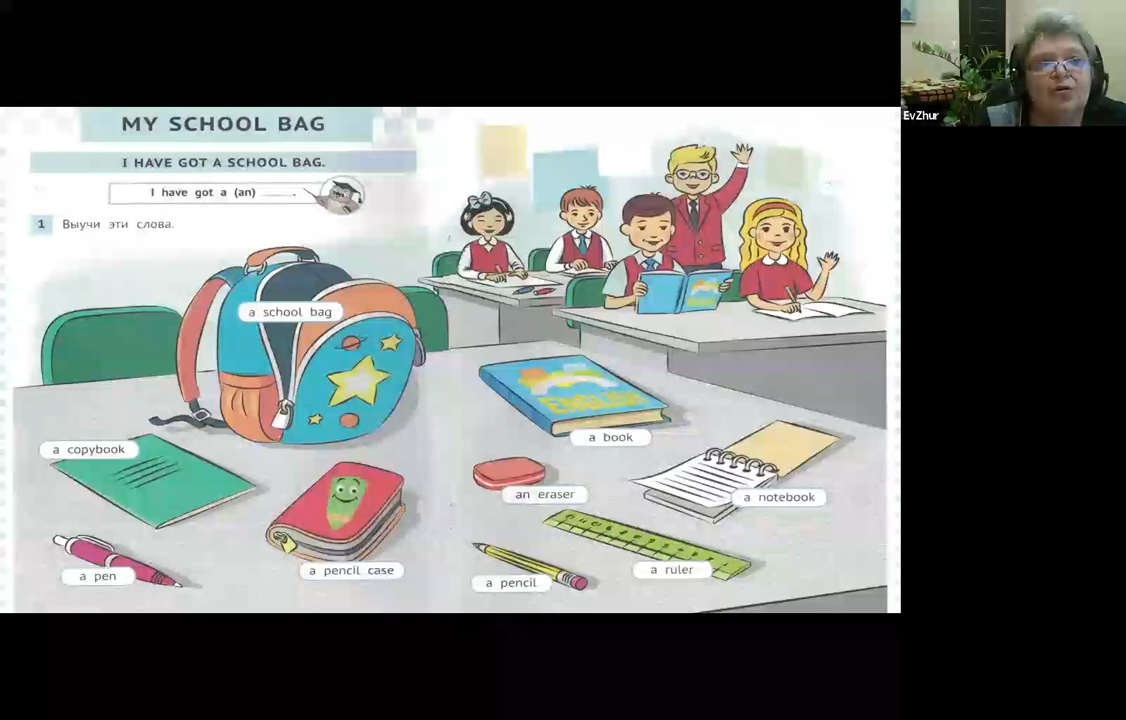 MY SCHOOL BAG
I HAVE GOT A SCHOOL BAG.
I have got a (an) ______.
1 Выучи эти слова.
a school bag
a copybook
a book
ENGLISH
an eraser
a notebook
a pen
a pencil case
a pencil
a ruler
EvZhur